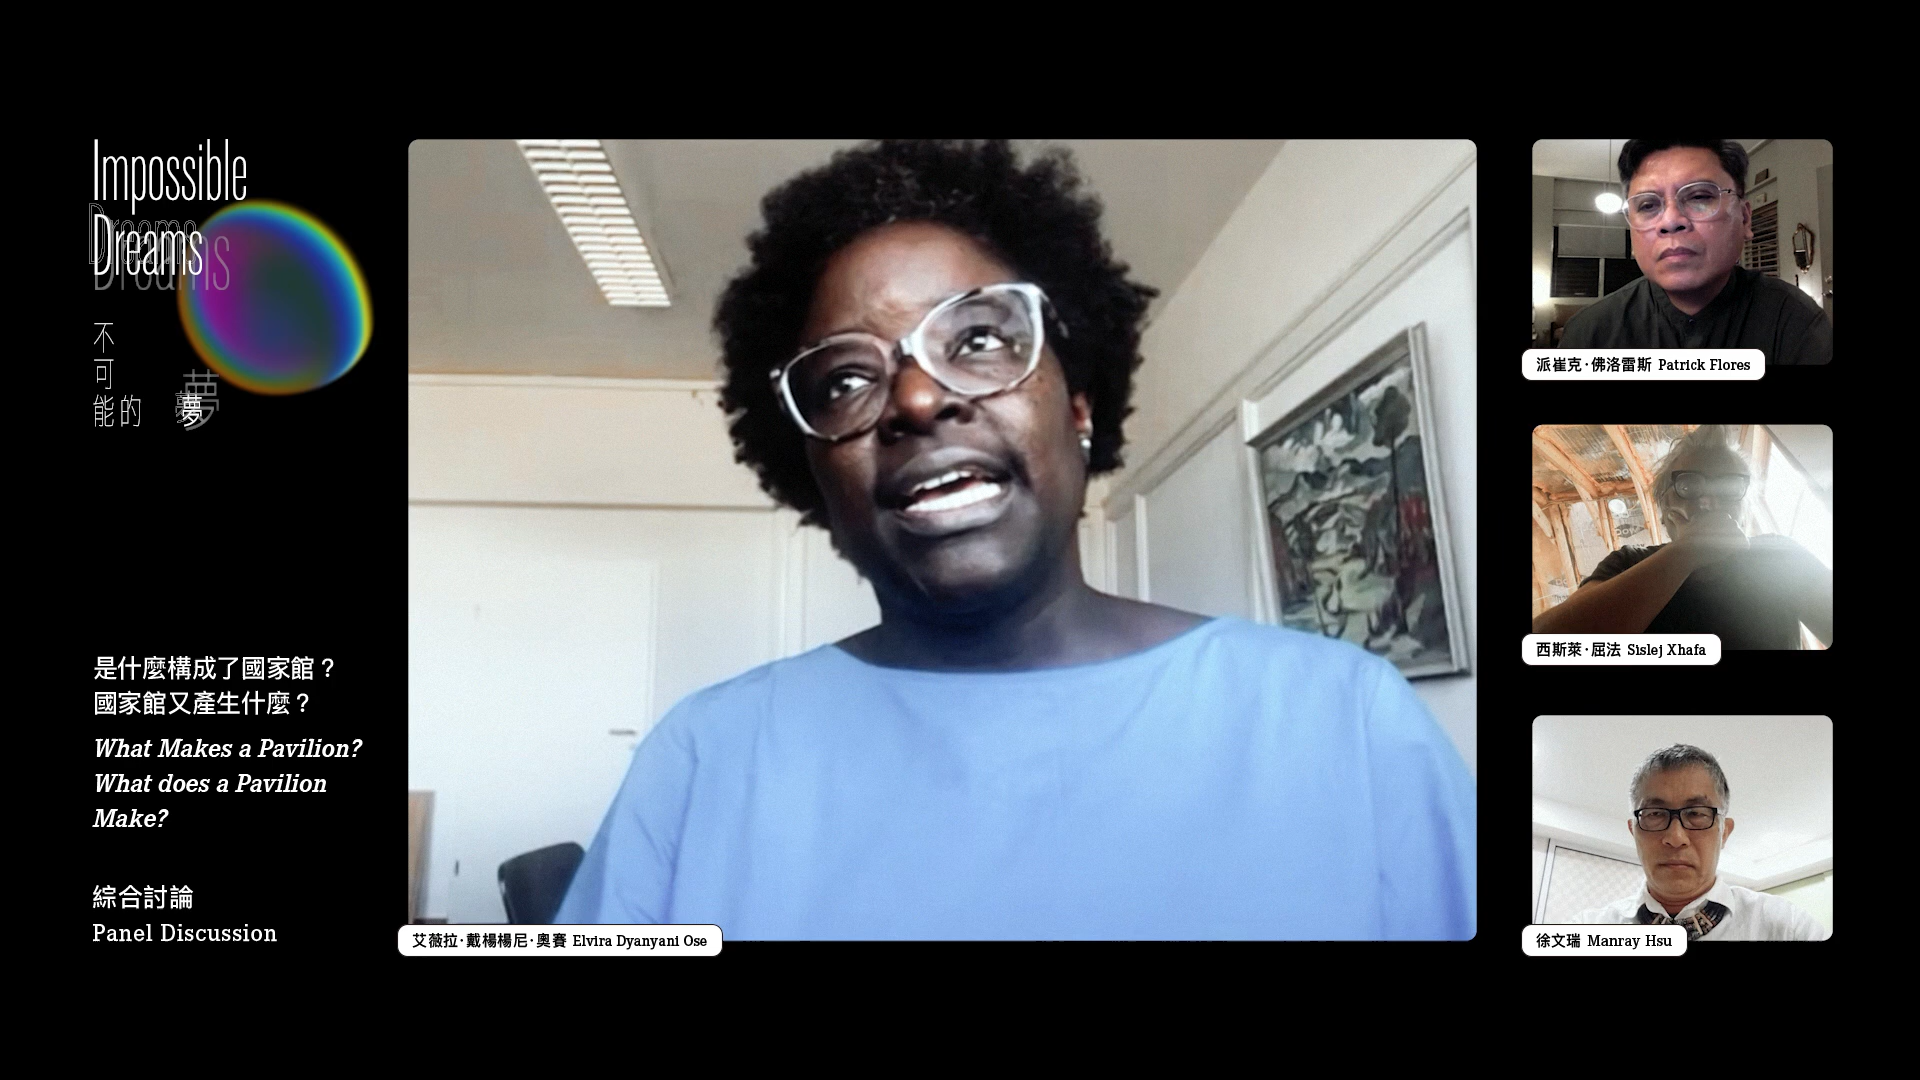 Impossible
Dreams
不
可
能的 夢
是什麼構成了國家館？
國家館又產生什麼？
What Makes a Pavilion?
What does a Pavilion
Make?
綜合討論
Panel Discussion
艾薇拉·戴楊楊尼·奧賽 Elvira Dyanyani Ose
派崔克·佛洛雷斯 Patrick Flores
西斯萊·屈法 Sislej Xhafa
徐文瑞 Manray Hsu